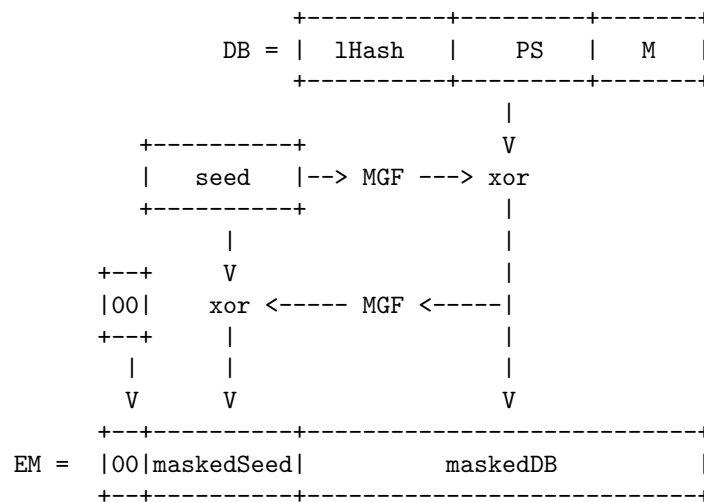 +----------+---------+-------+
             DB = |  lHash   |    PS   |   M   |
                  +----------+---------+-------+
                                 |
        +----------+              V
        |   seed   |--> MGF ---> xor
        +----------+              |
             |                    |
     +--+    V                    |
     |00|   xor <----- MGF <-----|
     +--+    |                    |
       |     |                    |
       V     V                    V
     +--+----------+--------------------------+
EM = |00|maskedSeed|         maskedDB         |
     +--+----------+--------------------------+